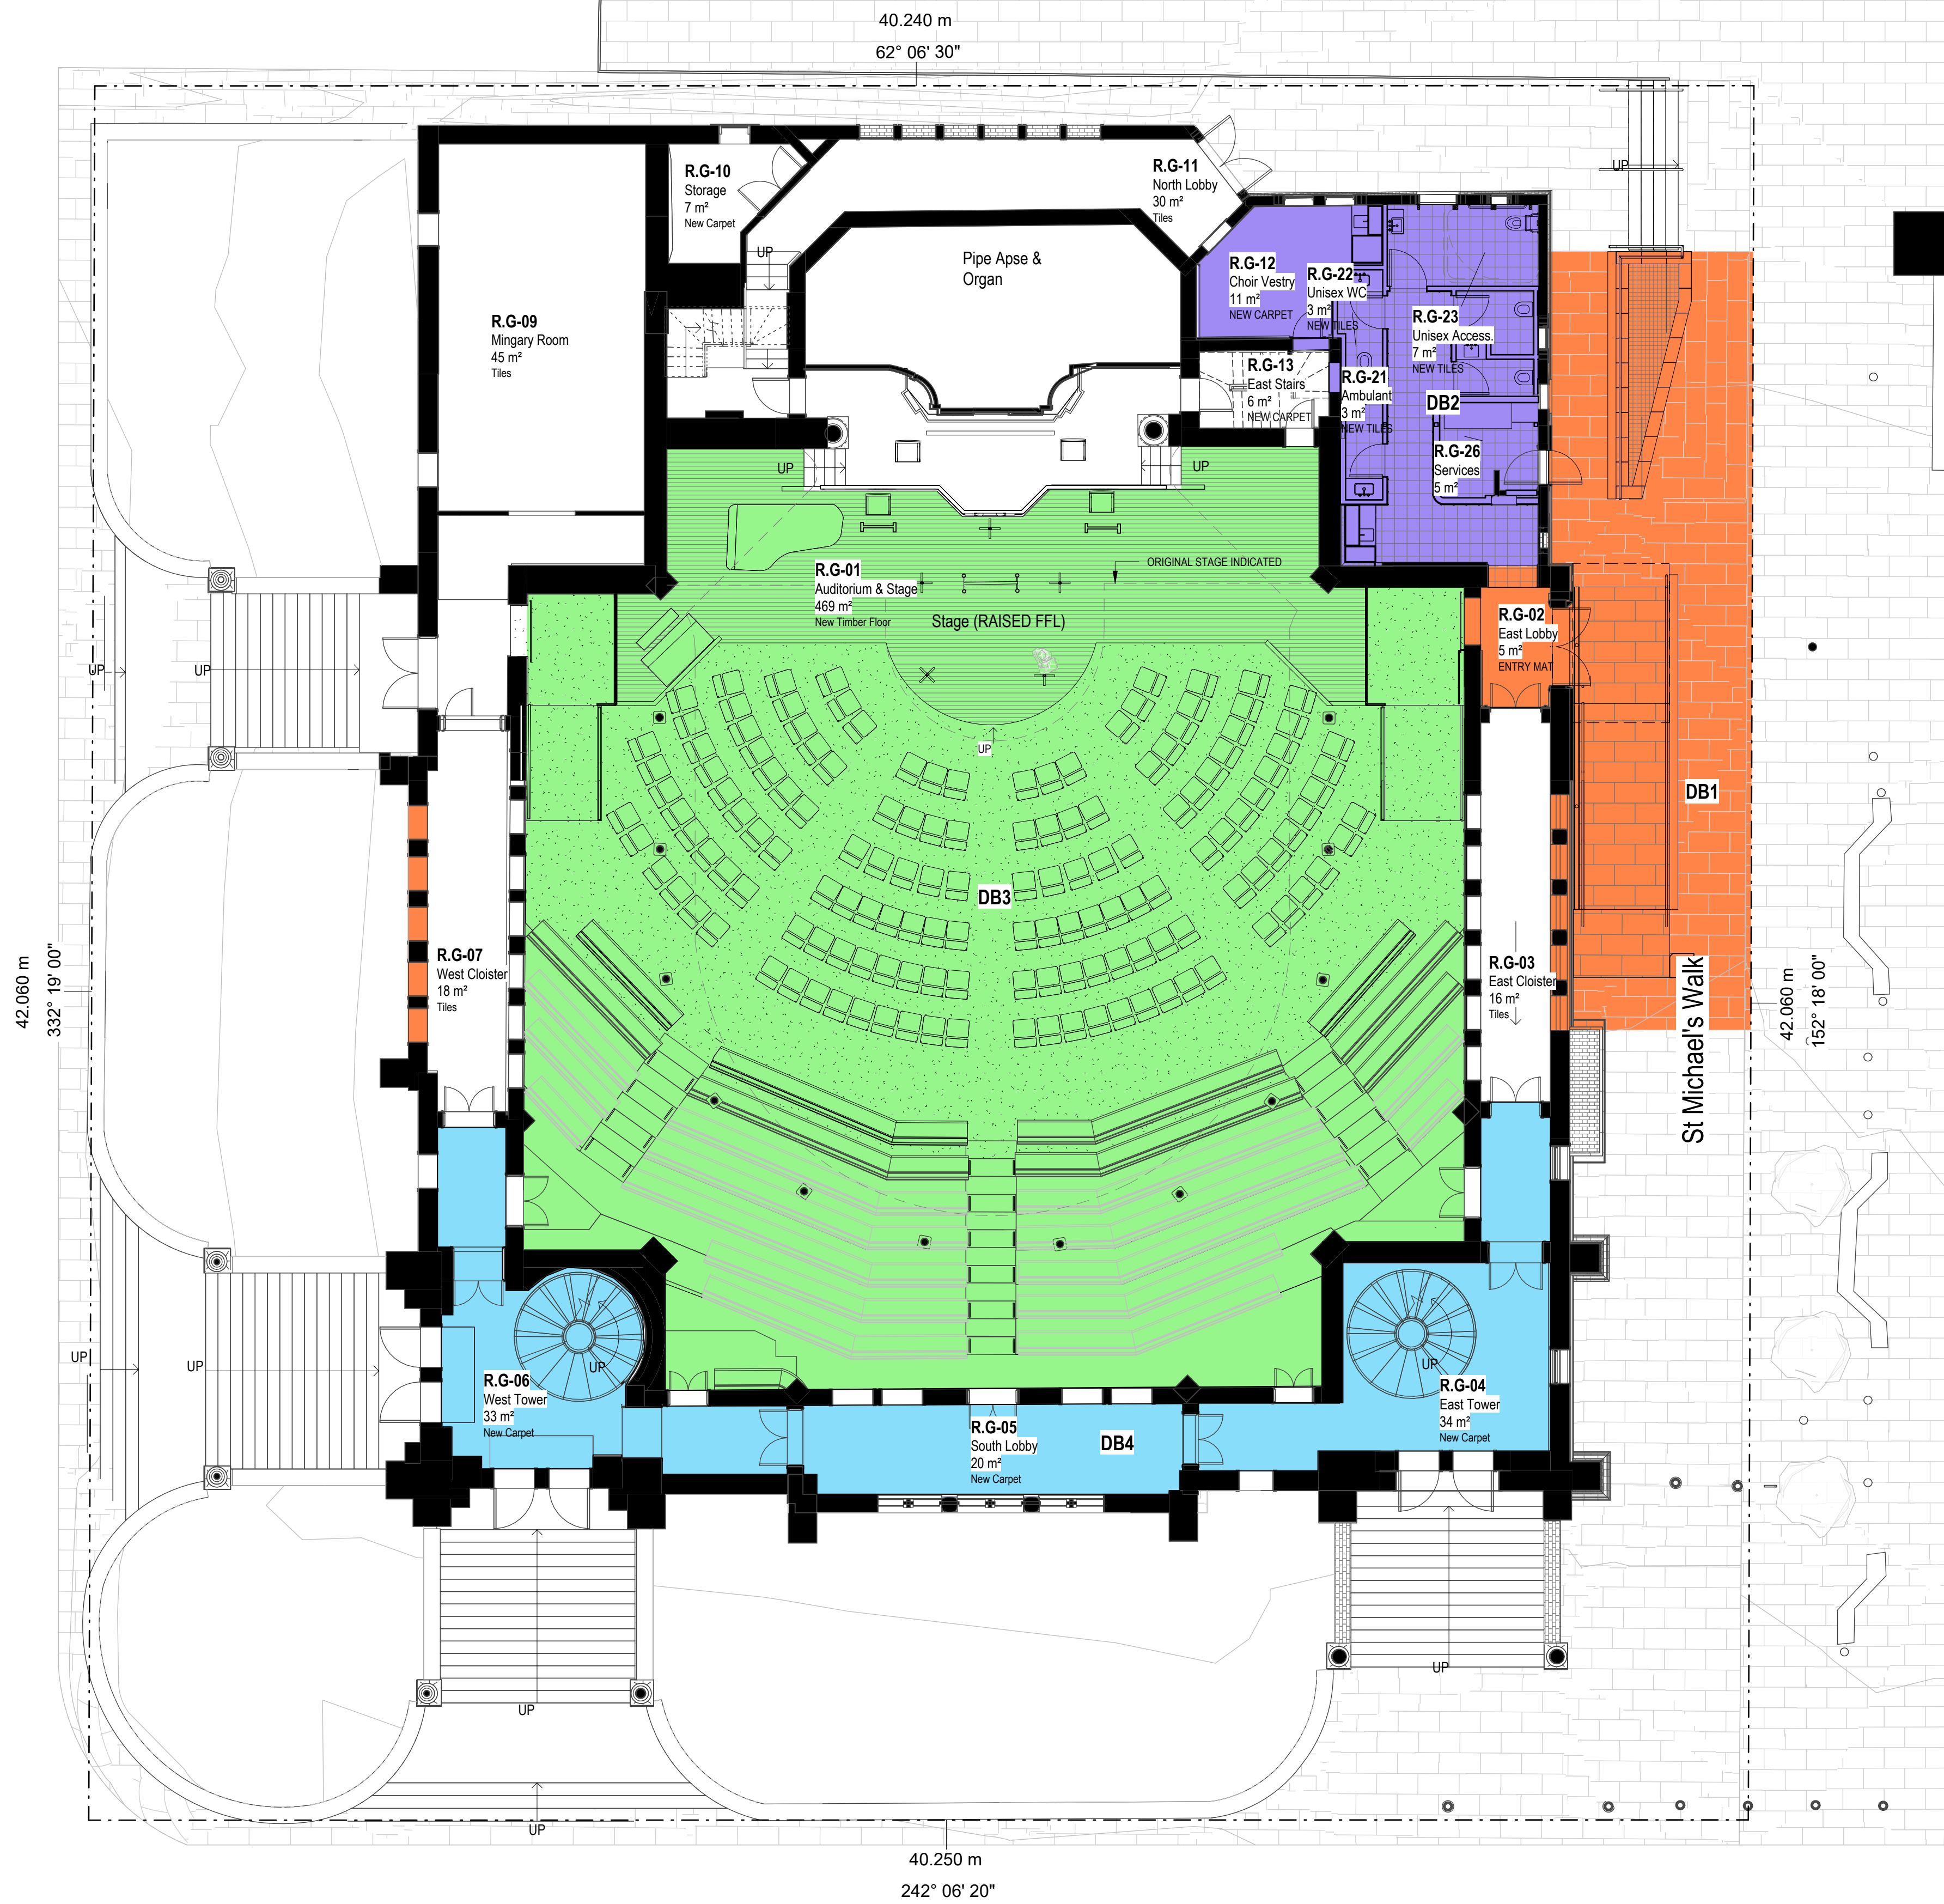 40.240 m
62° 06' 30"
UP
R.G-10
Storage
7 m²
New Carpet
R.G-11
North Lobby
30 m²
Tiles
UP
Pipe Apse &
Organ
R.G-12
Choir Vestry
11 m²
NEW CARPET
R.G-22
Unisex WC
3 m²
NEW TILES
R.G-09
Mingary Room
45 m²
Tiles
R.G-23
Unisex Access.
7 m²
NEW TILES
R.G-13
East Stairs
6 m²
NEW CARPET
R.G-21
Ambulant
3 m²
NEW TILES
DB2
UP
UP
R.G-26
Services
5 m²
ORIGINAL STAGE INDICATED
R.G-01
Auditorium & Stage
469 m²
New Timber Floor
Stage (RAISED FFL)
R.G-02
East Lobby
5 m²
ENTRY MAT
UP
UP
UP
DB1
DB3
R.G-07
West Cloister
18 m²
Tiles
R.G-03
East Cloister
16 m²
Tiles
St Michael's Walk
42.060 m
332° 19' 00"
42.060 m
152° 18' 00"
UP
UP
UP
UP
R.G-06
West Tower
33 m²
New Carpet
R.G-04
East Tower
34 m²
New Carpet
R.G-05
South Lobby
20 m²
New Carpet
DB4
UP
UP
UP
40.250 m
242° 06' 20"